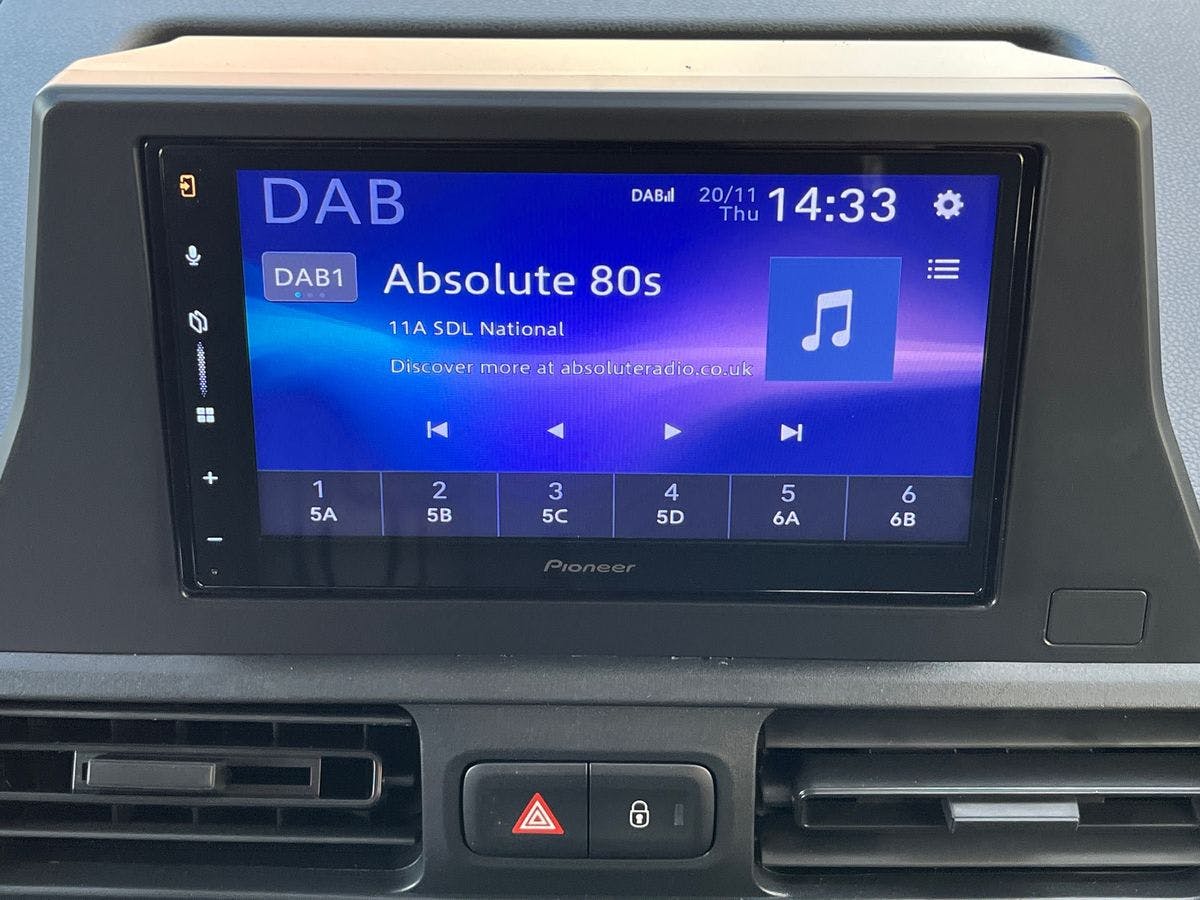 DAB
DAB
20/11
Thu
14:33
DAB1
Absolute 80s
11A SDL National
Discover more at absoluteradio.co.uk
1 2 3 4 5 6
5A 5B 5C 5D 6A 6B
Pioneer